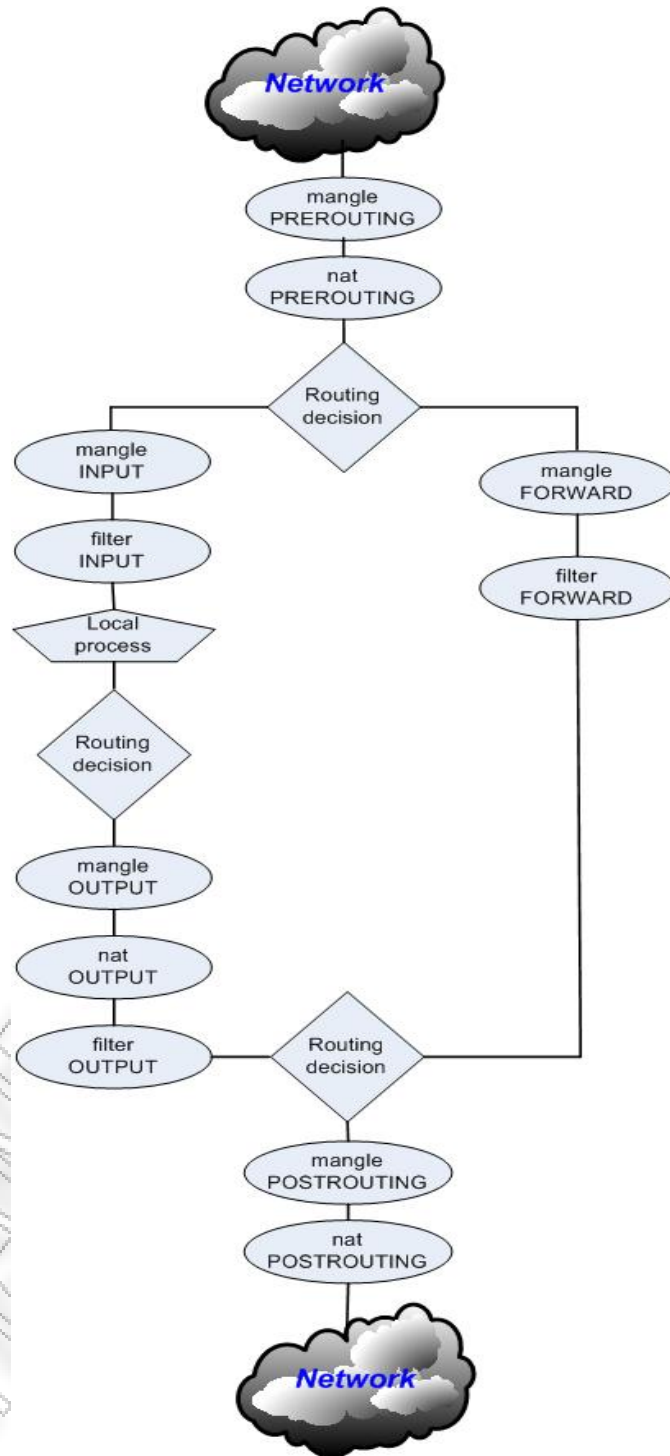 Network
mangle
PREROUTING
nat
PREROUTING
Routing
decision
mangle
INPUT
filter
INPUT
Local
process
Routing
decision
mangle
OUTPUT
nat
OUTPUT
filter
OUTPUT
mangle
FORWARD
filter
FORWARD
Routing
decision
mangle
POSTROUTING
nat
POSTROUTING
Network